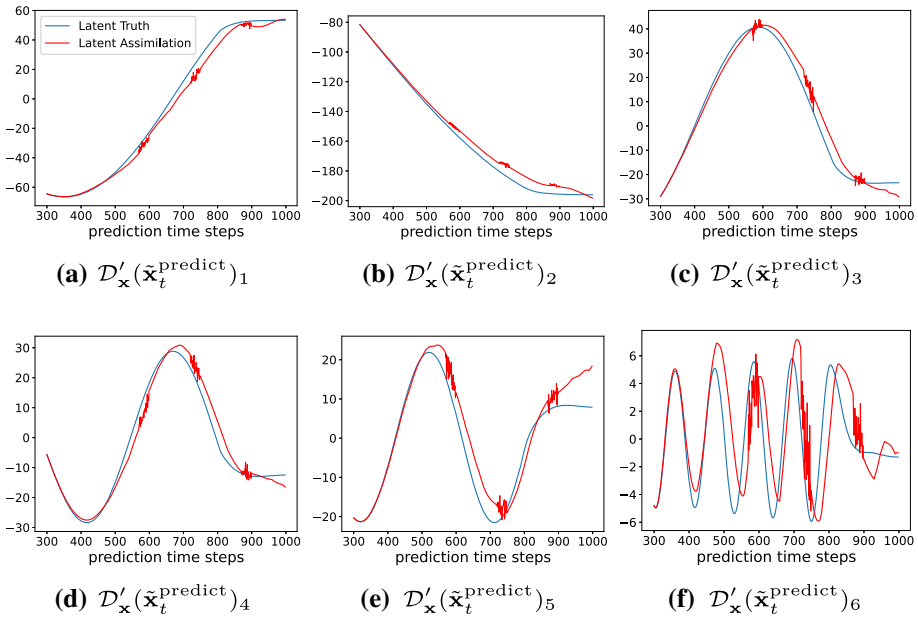 Latent Truth
Latent Assimilation
60
40
20
0
−20
−40
−60
300 400 500 600 700 800 900 1000
prediction time steps
(a) 𝒟′ₓ(x̃ₜᵖʳᵉᵈⁱᶜᵗ)₁
−80
−100
−120
−140
−160
−180
−200
300 400 500 600 700 800 900 1000
prediction time steps
(b) 𝒟′ₓ(x̃ₜᵖʳᵉᵈⁱᶜᵗ)₂
40
30
20
10
0
−10
−20
−30
300 400 500 600 700 800 900 1000
prediction time steps
(c) 𝒟′ₓ(x̃ₜᵖʳᵉᵈⁱᶜᵗ)₃
30
20
10
0
−10
−20
−30
300 400 500 600 700 800 900 1000
prediction time steps
(d) 𝒟′ₓ(x̃ₜᵖʳᵉᵈⁱᶜᵗ)₄
20
10
0
−10
−20
300 400 500 600 700 800 900 1000
prediction time steps
(e) 𝒟′ₓ(x̃ₜᵖʳᵉᵈⁱᶜᵗ)₅
6
4
2
0
−2
−4
−6
300 400 500 600 700 800 900 1000
prediction time steps
(f) 𝒟′ₓ(x̃ₜᵖʳᵉᵈⁱᶜᵗ)₆